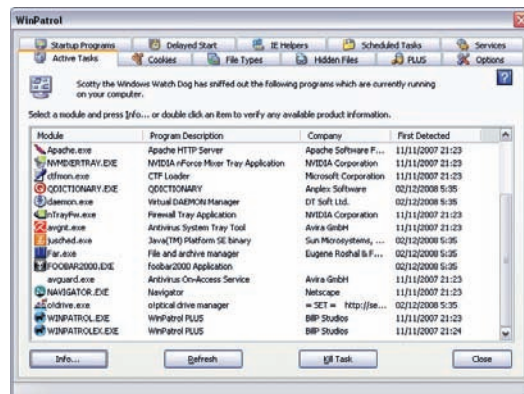 WinPatrol
Startup Programs Delayed Start IE Helpers Scheduled Tasks Services
Active Tasks Cookies File Types Hidden Files PLUS Options
Scotty the Windows Watch Dog has sniffed out the following programs which are currently running
on your computer.
Select a module and press Info... or double click an item to verify any available product information.
Module Program Description Company First Detected
Apache.exe Apache HTTP Server Apache Software F... 11/11/2007 21:23
NVMIXERTRAY.EXE NVIDIA nForce Mixer Tray Application NVIDIA Corporation 11/11/2007 21:23
ctfmon.exe CTF Loader Microsoft Corporation 11/11/2007 21:23
QDICTIONARY.EXE QDICTIONARY Anplex Software 02/12/2008 5:35
daemon.exe Virtual DAEMON Manager DT Soft Ltd. 02/12/2008 5:35
nTrayFw.exe Firewall Tray Application NVIDIA Corporation 11/11/2007 21:23
avgnt.exe Antivirus System Tray Tool Avira GmbH 11/11/2007 21:23
jusched.exe Java(TM) Platform SE binary Sun Microsystems, ... 02/12/2008 5:35
Far.exe File and archive manager Eugene Roshal & F... 11/11/2007 21:23
FOOBAR2000.EXE foobar2000 Application 02/12/2008 5:35
avguard.exe Antivirus On-Access Service Avira GmbH 11/11/2007 21:23
NAVIGATOR.EXE Navigator Netscape 11/11/2007 21:23
oldrive.exe o!ptical drive manager = SET = http://se... 02/12/2008 5:35
WINPATROL.EXE WinPatrol PLUS BillP Studios 11/11/2007 21:23
WINPATROLEX.EXE WinPatrol PLUS BillP Studios 11/11/2007 21:24
Info... Refresh Kill Task Close